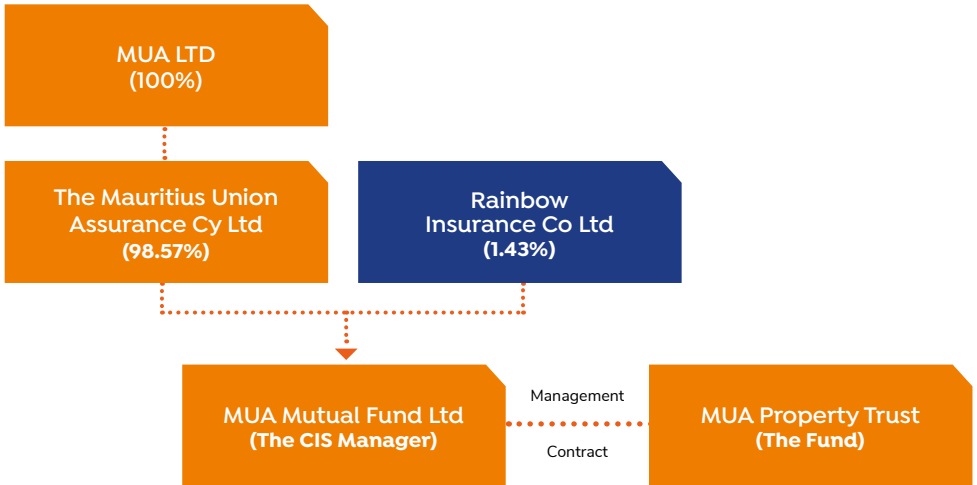 MUA LTD
(100%)
The Mauritius Union
Assurance Cy Ltd
(98.57%)
Rainbow
Insurance Co Ltd
(1.43%)
MUA Mutual Fund Ltd
(The CIS Manager)
Management
Contract
MUA Property Trust
(The Fund)